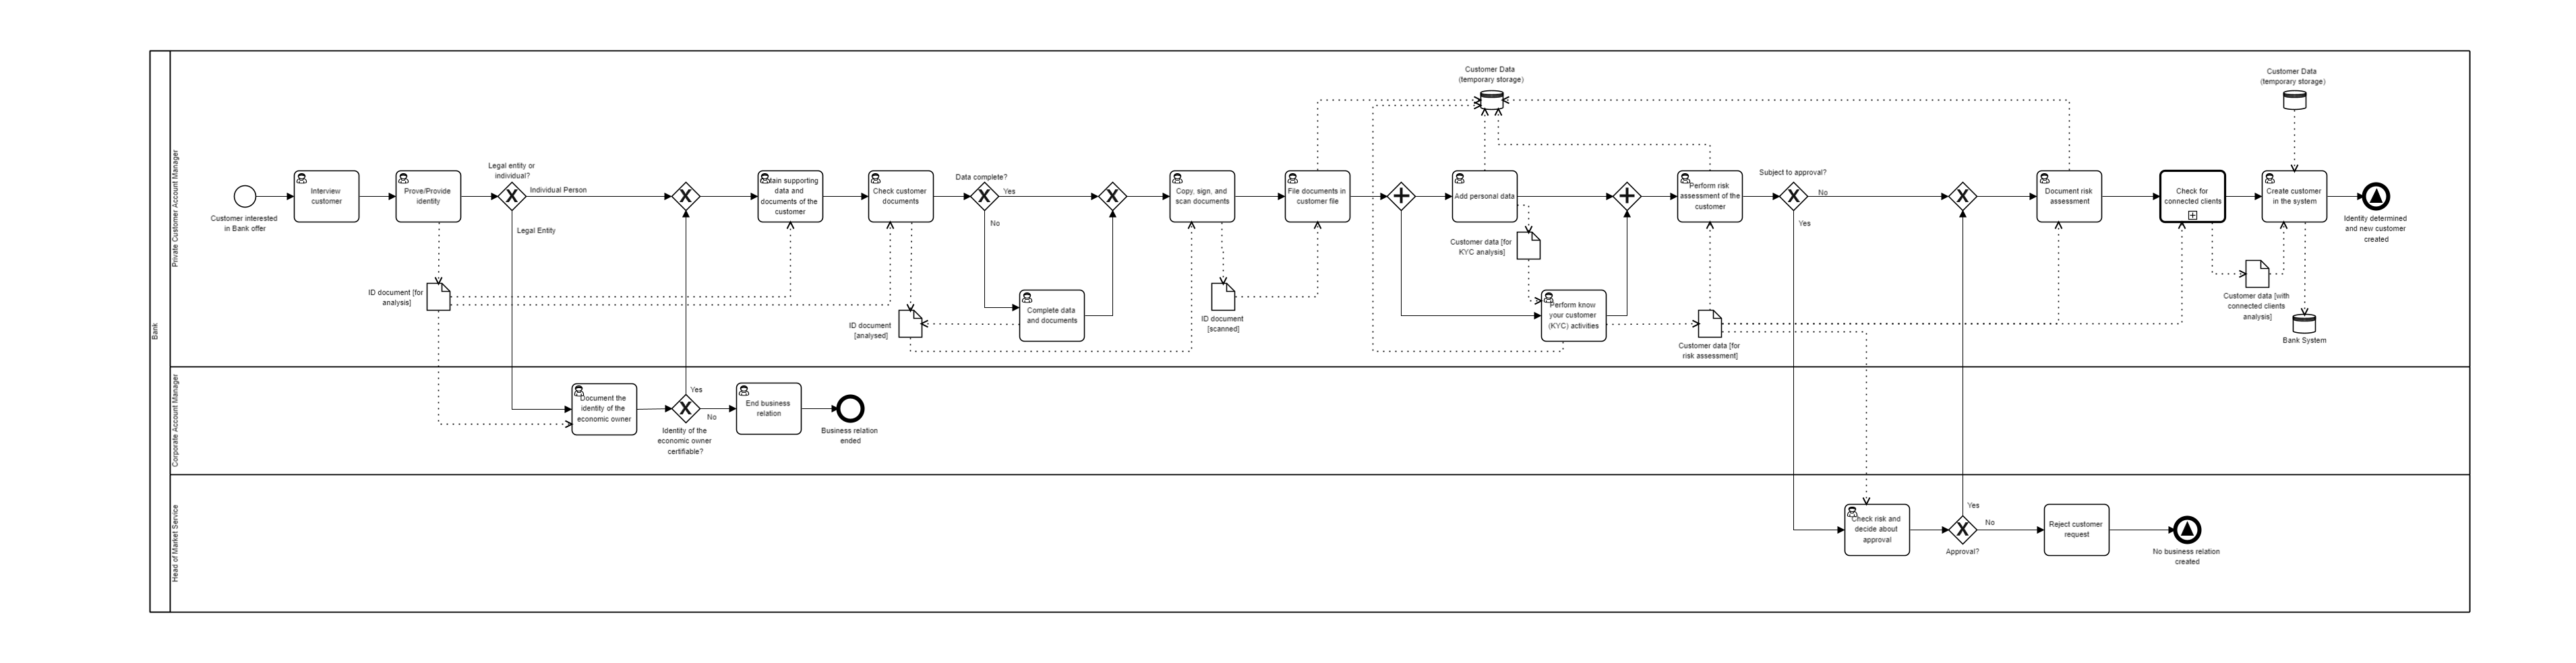 Bank
Private Customer Account Manager
Customer interested
in Bank offer
Interview
customer
Prove/Provide
identity
Legal entity or
individual?
Individual Person
Legal Entity
ID document [for
analysis]
supporting
data and
documents of the
customer
Check customer
documents
Data complete?
Yes
No
Complete data
and documents
ID document
[analysed]
Copy, sign, and
scan documents
ID document
[scanned]
File documents in
customer file
Customer Data
(temporary storage)
Add personal data
Customer data [for
KYC analysis]
Perform know
your customer
(KYC) activities
Perform risk
assessment of the
customer
Customer data [for
risk assessment]
Subject to approval?
No
Yes
Document risk
assessment
Check for
connected clients
Customer data [with
connected clients
analysis]
Customer Data
(temporary storage)
Create customer
in the system
Bank System
Identity determined
and new customer
created
Corporate Account Manager
Document the
identity of the
economic owner
Yes
No
Identity of the
economic owner
certifiable?
End business
relation
Business relation
ended
Head of Market Service
Check risk and
decide about
approval
Yes
No
Approval?
Reject customer
request
No business relation
created